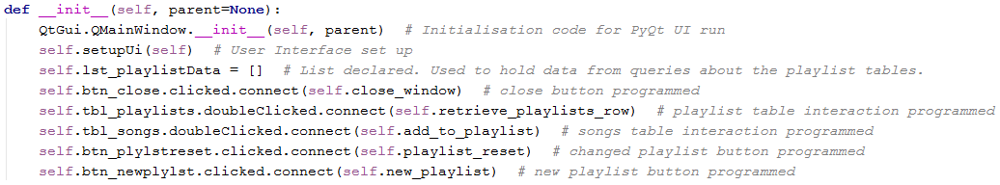 def __init__(self, parent=None):
    QtGui.QMainWindow.__init__(self, parent)  # Initialisation code for PyQt UI run
    self.setupUi(self)  # User Interface set up
    self.lst_playlistData = []  # List declared. Used to hold data from queries about the playlist tables.
    self.btn_close.clicked.connect(self.close_window)  # close button programmed
    self.tbl_playlists.doubleClicked.connect(self.retrieve_playlists_row)  # playlist table interaction programmed
    self.tbl_songs.doubleClicked.connect(self.add_to_playlist)  # songs table interaction programmed
    self.btn_plylstreset.clicked.connect(self.playlist_reset)  # changed playlist button programmed
    self.btn_newplylst.clicked.connect(self.new_playlist)  # new playlist button programmed